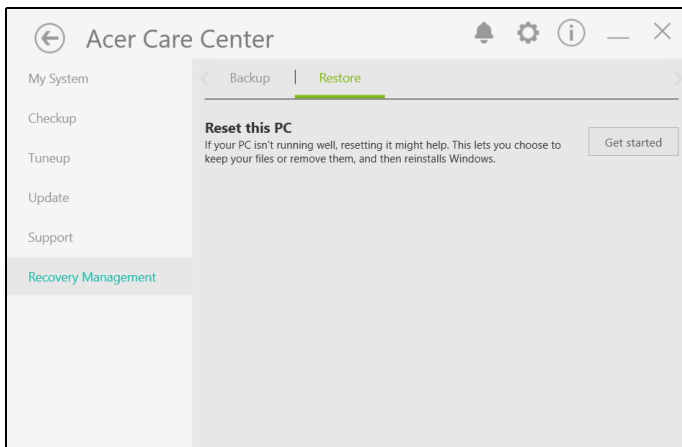 Acer Care Center
My System
Checkup
Tuneup
Update
Support
Recovery Management
Backup | Restore
Reset this PC
If your PC isn't running well, resetting it might help. This lets you choose to
keep your files or remove them, and then reinstalls Windows.
Get started